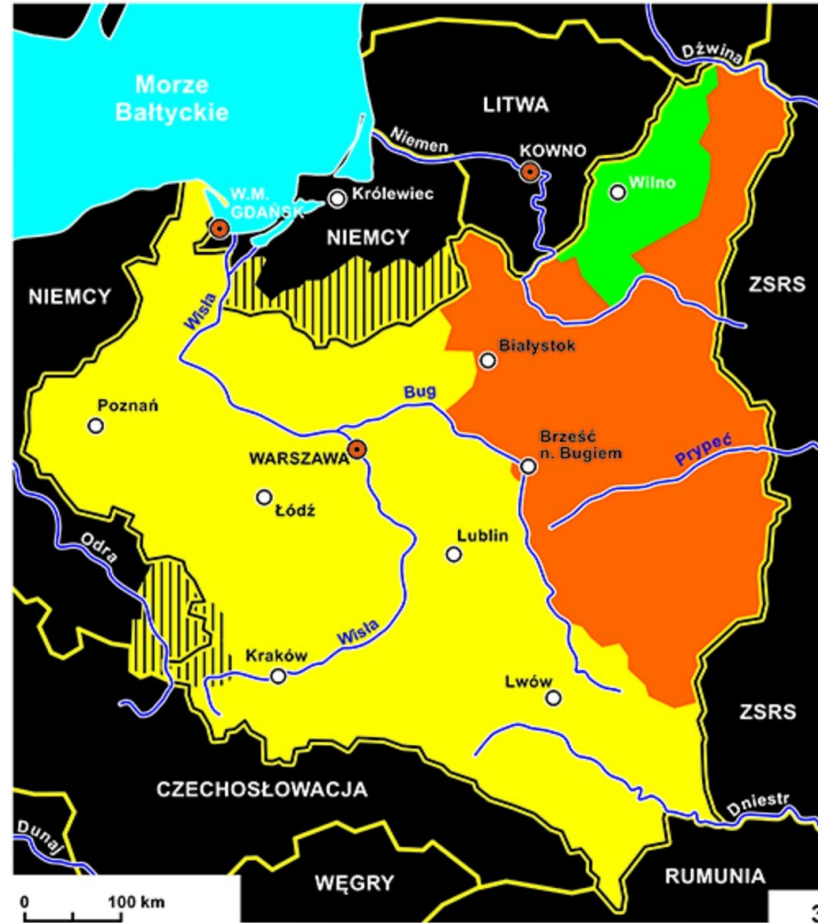 Dźwina
Morze
Bałtyckie
LITWA
Niemen
KOWNO
Wilno
W.M.
GDAŃSK
Królewiec
NIEMCY
NIEMCY
ZSRS
Wisła
Białystok
Bug
Poznań
Brześć
n. Bugiem
WARSZAWA
Prypeć
Łódź
Odra
Lublin
Wisła
Kraków
Lwów
ZSRS
CZECHOSŁOWACJA
Dniestr
Dunaj
WĘGRY
RUMUNIA
0 100 km